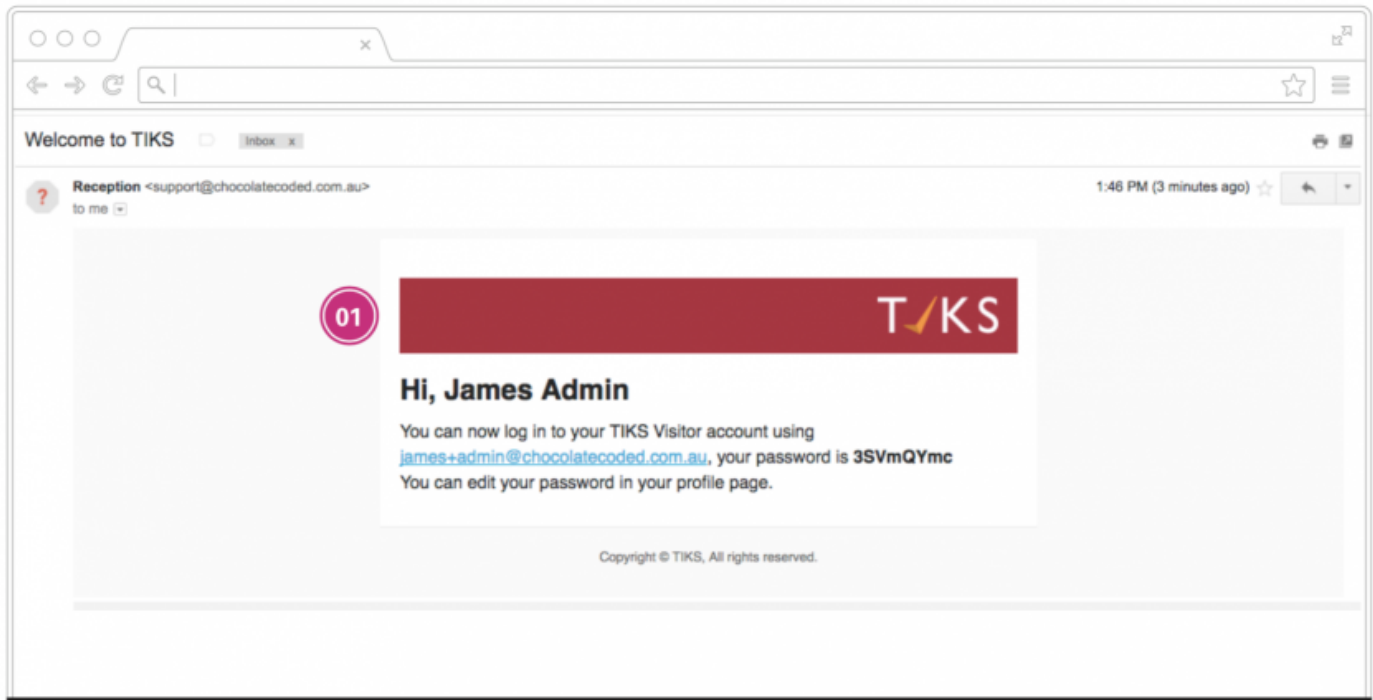 Welcome to TIKS Inbox x
Reception <support@chocolatecoded.com.au> 1:46 PM (3 minutes ago)
to me
01
TIKS
Hi, James Admin
You can now log in to your TIKS Visitor account using
james+admin@chocolatecoded.com.au, your password is 3SVmQYmc
You can edit your password in your profile page.
Copyright © TIKS, All rights reserved.